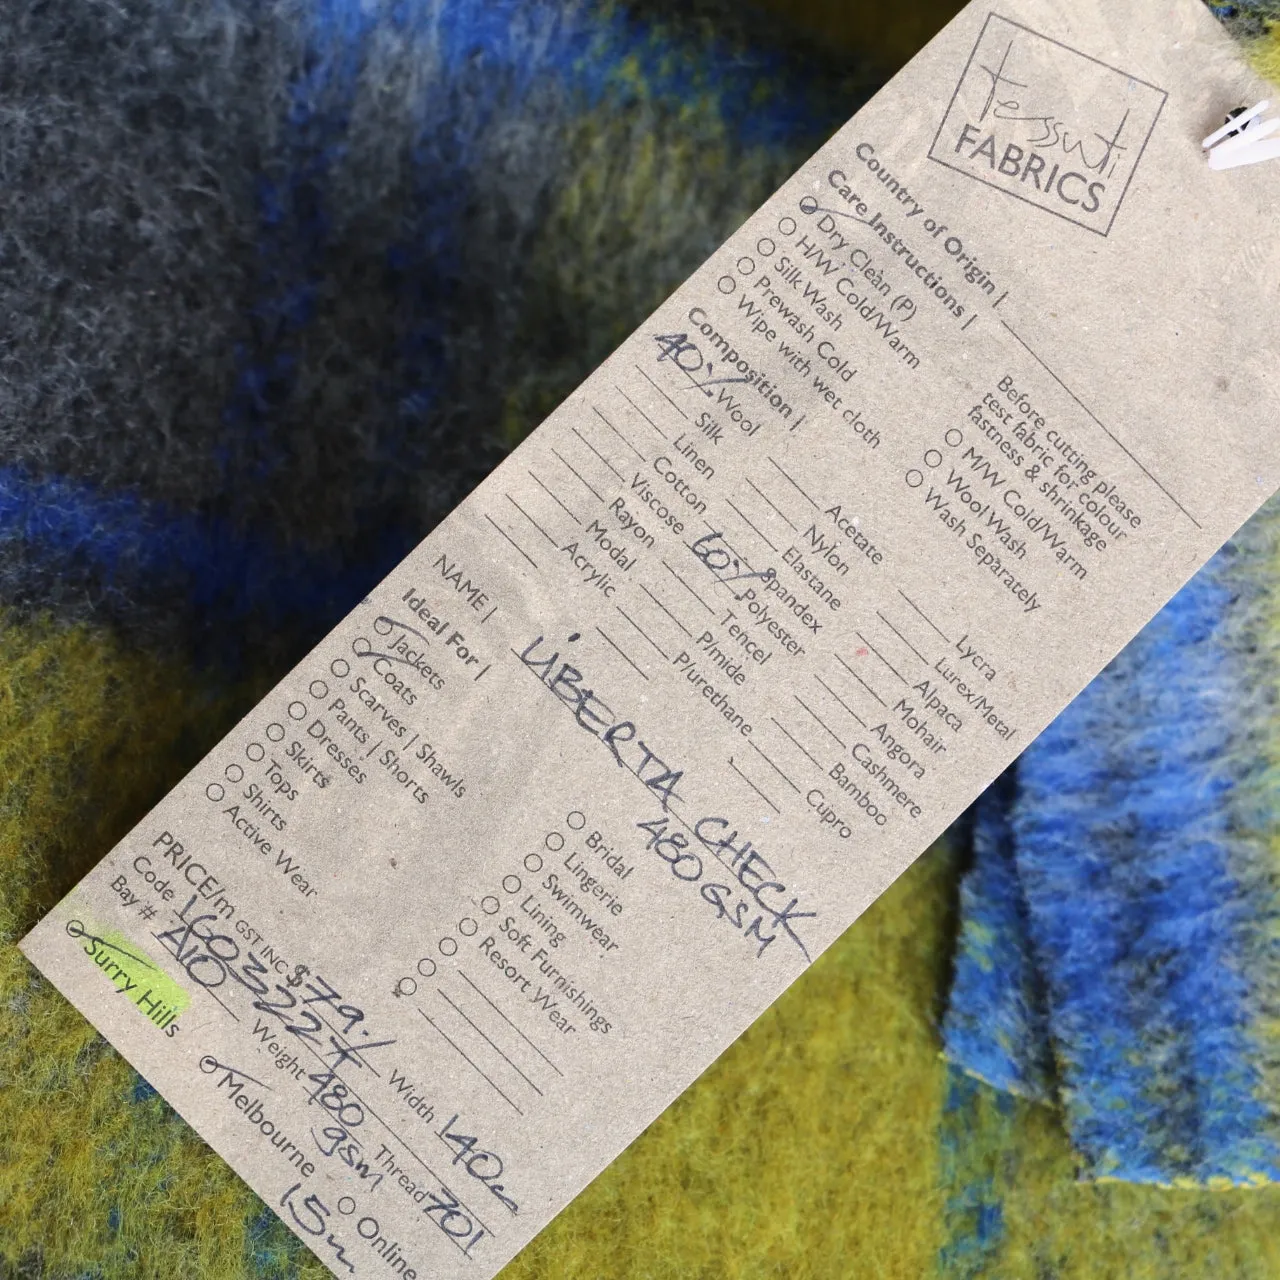 tessuti
FABRICS
Country of Origin |
Care Instructions |
Dry Clean (P)
H/W Cold/Warm
Silk Wash
Prewash Cold
Wipe with wet cloth
Before cutting please
test fabric for colour
fastness & shrinkage
M/W Cold/Warm
Wool Wash
Wash Separately
Composition |
40% Wool
Silk
Linen
Cotton
Viscose
Rayon
Modal
Acrylic
Acetate
Nylon
Elastane
Spandex
60% Polyester
Tencel
P/mide
P/urethane
Lycra
Lurex/Metal
Alpaca
Mohair
Angora
Cashmere
Bamboo
Cupro
NAME | LIBERTA CHECK
480GSM
Ideal For |
Jackets
Coats
Scarves | Shawls
Pants | Shorts
Dresses
Skirts
Tops
Shirts
Active Wear
Bridal
Lingerie
Swimwear
Lining
Soft Furnishings
Resort Wear
PRICE/m GST INC $79.- Width 140c
Code Weight 480 gsm Thread 701
Bay # A10
Surry Hills Melbourne Online
15m